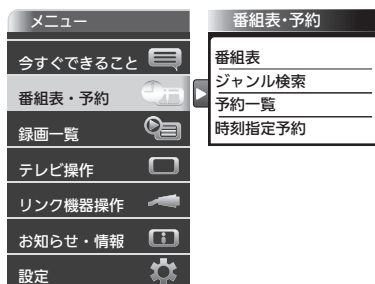 メニュー
今すぐできること
番組表・予約
録画一覧
テレビ操作
リンク機器操作
お知らせ・情報
設定
番組表・予約
番組表
ジャンル検索
予約一覧
時刻指定予約